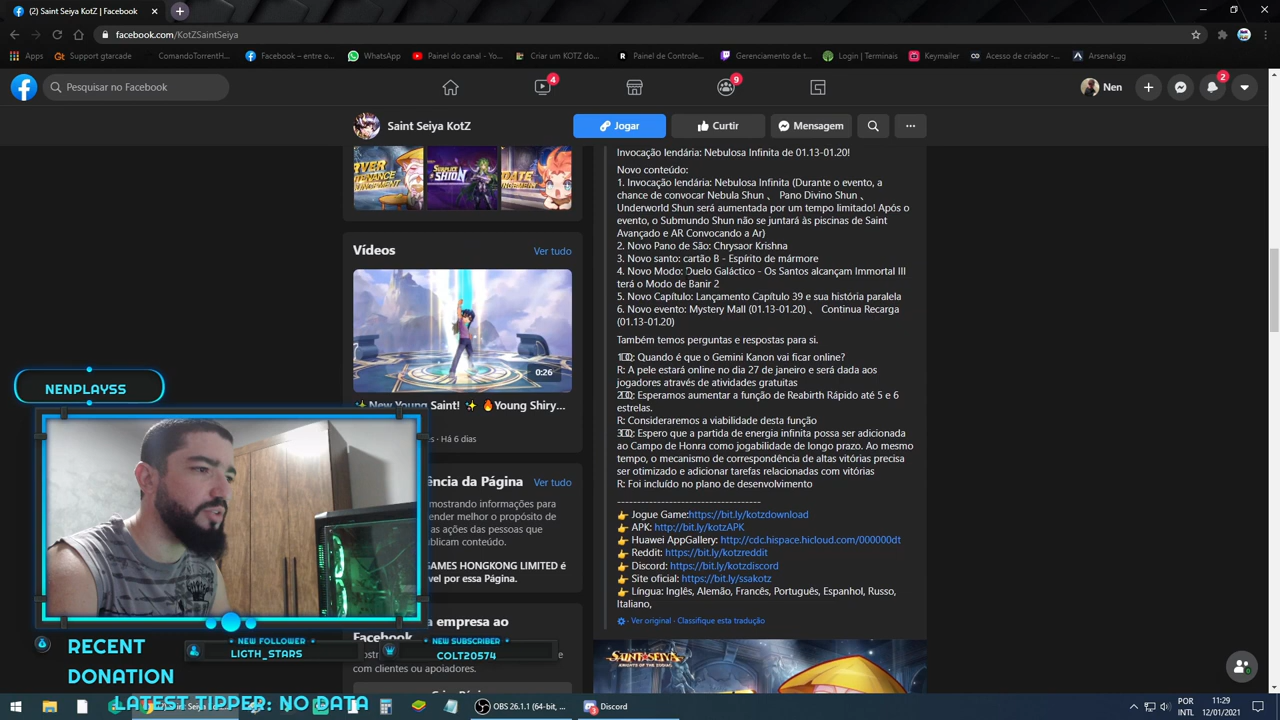 (2) Saint Seiya KotZ | Facebook
facebook.com/KotZSaintSeiya
Apps
Support gtarcade
ComandoTorrentH...
Facebook – entre o...
WhatsApp
Painel do canal - Yo...
Criar um KOTZ do...
Painel de Controle...
Gerenciamento de t...
Login | Terminais
Keymailer
Acesso de criador -...
Arsenal.gg
Pesquisar no Facebook
4
9
Nen
2
Saint Seiya KotZ
Jogar
Curtir
Mensagem
Invocação lendária: Nebulosa Infinita de 01.13-01.20!
Novo conteúdo:
1. Invocação lendária: Nebulosa Infinita (Durante o evento, a
chance de convocar Nebula Shun 、 Pano Divino Shun 、
Underworld Shun será aumentada por um tempo limitado! Após o
evento, o Submundo Shun não se juntará às piscinas de Saint
Avançado e AR Convocando a Ar)
2. Novo Pano de São: Chrysaor Krishna
3. Novo santo: cartão B - Espírito de mármore
4. Novo Modo: Duelo Galáctico - Os Santos alcançam Immortal III
terá o Modo de Banir 2
5. Novo Capítulo: Lançamento Capítulo 39 e sua história paralela
6. Novo evento: Mystery Mall (01.13-01.20) 、 Continua Recarga
(01.13-01.20)
Também temos perguntas e respostas para si.
Quando é que o Gemini Kanon vai ficar online?
R: A pele estará online no dia 27 de janeiro e será dada aos
jogadores através de atividades gratuitas
Esperamos aumentar a função de Reabirth Rápido até 5 e 6
estrelas.
R: Consideraremos a viabilidade desta função
Espero que a partida de energia infinita possa ser adicionada
ao Campo de Honra como jogabilidade de longo prazo. Ao mesmo
tempo, o mecanismo de correspondência de altas vitórias precisa
ser otimizado e adicionar tarefas relacionadas com vitórias
R: Foi incluído no plano de desenvolvimento
------------------------------------
👉 Jogue Game:https://bit.ly/kotzdownload
👉 APK: http://bit.ly/kotzAPK
👉 Huawei AppGallery: http://cdc.hispace.hicloud.com/000000dt
👉 Reddit: https://bit.ly/kotzreddit
👉 Discord: https://bit.ly/kotzdiscord
👉 Site oficial: https://bit.ly/ssakotz
👉 Língua: Inglês, Alemão, Francês, Português, Espanhol, Russo,
Italiano,
Ver original · Classifique esta tradução
SAINT SEIYA
KNIGHTS OF THE ZODIAC
Vídeos
Ver tudo
0:26
✨ New Young Saint! ✨ 🔥Young Shiry...
· Há 6 dias
ência da Página
Ver tudo
mostrando informações para
ender melhor o propósito de
as ações das pessoas que
blicam conteúdo.
GAMES HONGKONG LIMITED é
vel por essa Página.
a empresa ao
Facebook
com clientes ou apoiadores.
NENPLAYSS
RECENT
DONATION
NEW FOLLOWER
LIGTH_STARS
NEW SUBSCRIBER
COLT20574
LATEST TIPPER: NO DATA
OBS 26.1.1 (64-bit, ...
Discord
POR
INTL
11:29
12/01/2021